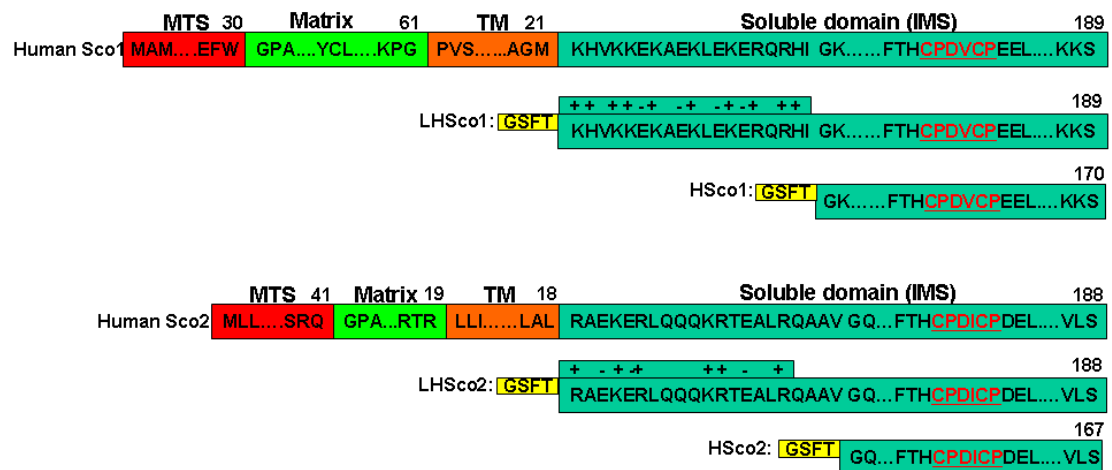 MTS 30 Matrix 61 TM 21 Soluble domain (IMS) 189
Human Sco1 MAM....EFW GPA....YCL....KPG PVS......AGM KHVKKEKAEKLEKERQRHI GK......FTHCPDVCPEEL....KKS
++ ++-+ -+ -+-+ ++ 189
LHSco1: GSFT KHVKKEKAEKLEKERQRHI GK......FTHCPDVCPEEL....KKS
170
HSco1: GSFT GK......FTHCPDVCPEEL....KKS
MTS 41 Matrix 19 TM 18 Soluble domain (IMS) 188
Human Sco2 MLL....SRQ GPA...RTR LLI......LAL RAEKERLQQQKRTEALRQAAV GQ...FTHCPDICPDEL....VLS
+ -+-+ ++ - + 188
LHSco2: GSFT RAEKERLQQQKRTEALRQAAV GQ...FTHCPDICPDEL....VLS
167
HSco2: GSFT GQ...FTHCPDICPDEL....VLS